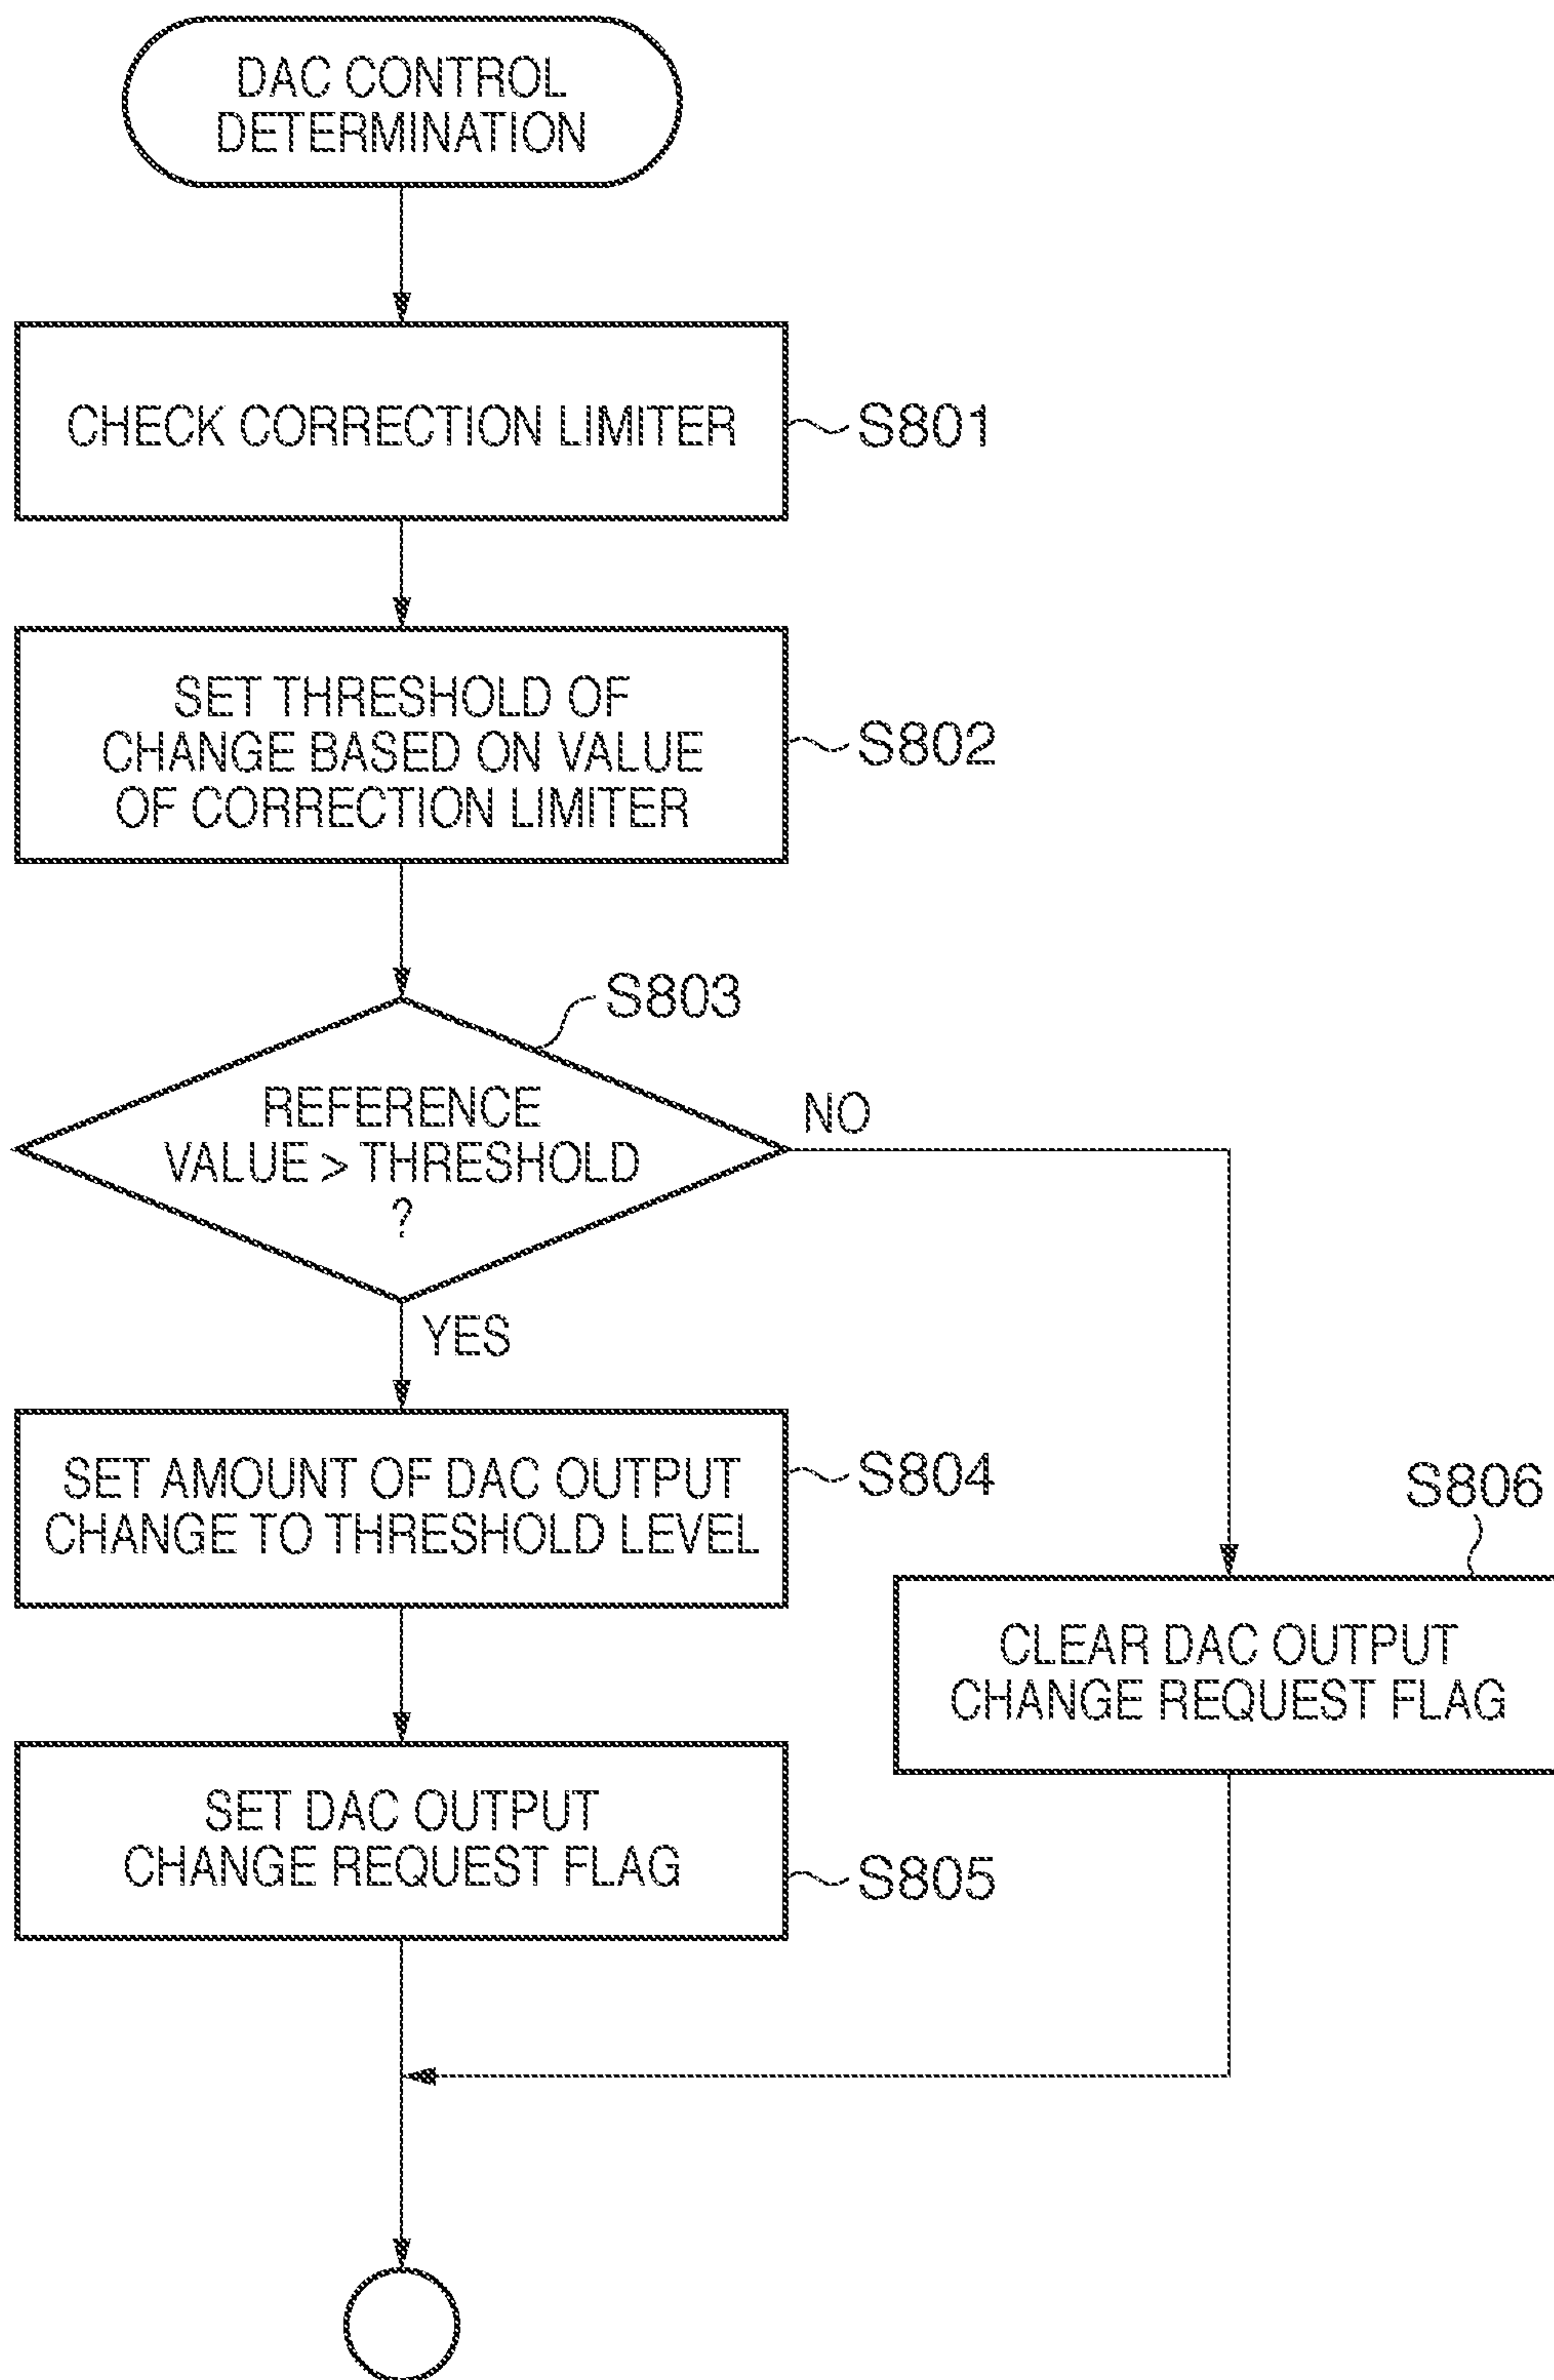 DAC CONTROL
DETERMINATION
CHECK CORRECTION LIMITER
S801
SET THRESHOLD OF
CHANGE BASED ON VALUE
OF CORRECTION LIMITER
S802
S803
REFERENCE
VALUE > THRESHOLD
?
NO
YES
SET AMOUNT OF DAC OUTPUT
CHANGE TO THRESHOLD LEVEL
S804
S806
CLEAR DAC OUTPUT
CHANGE REQUEST FLAG
SET DAC OUTPUT
CHANGE REQUEST FLAG
S805